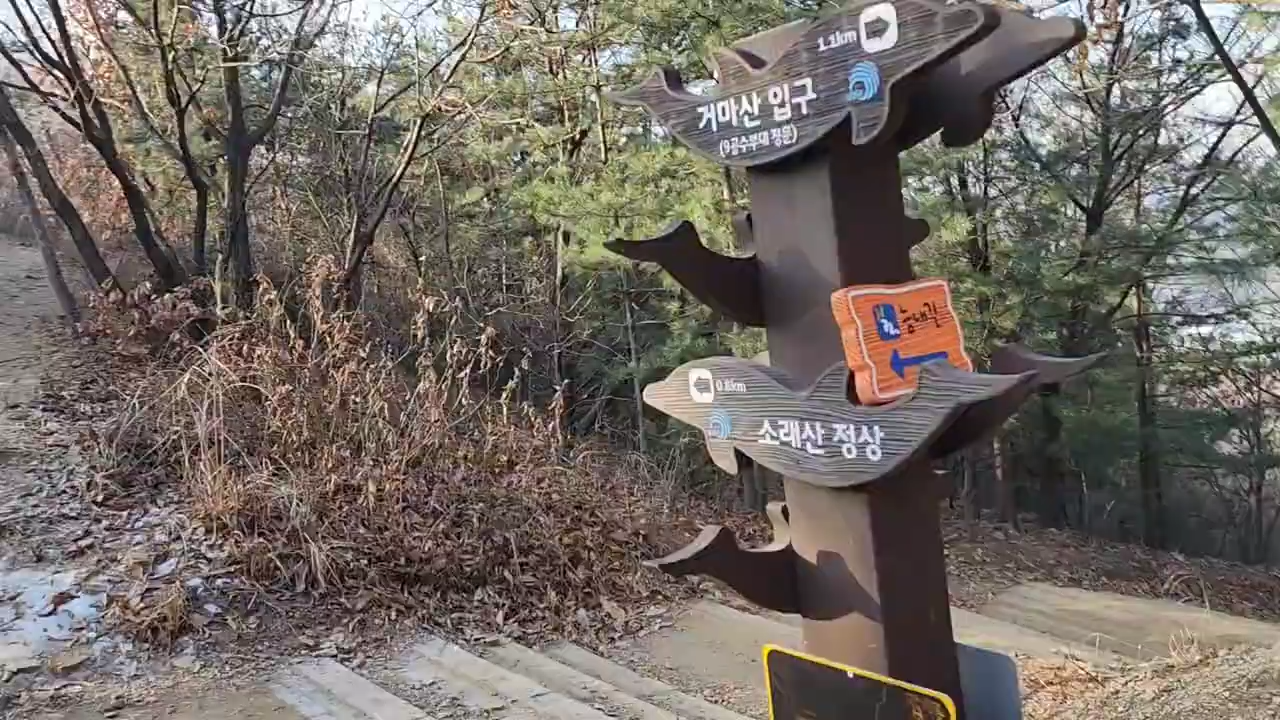 1.1km
거마산 입구
(9공수부대 정문)
늠내길
0.8km
소래산 정상